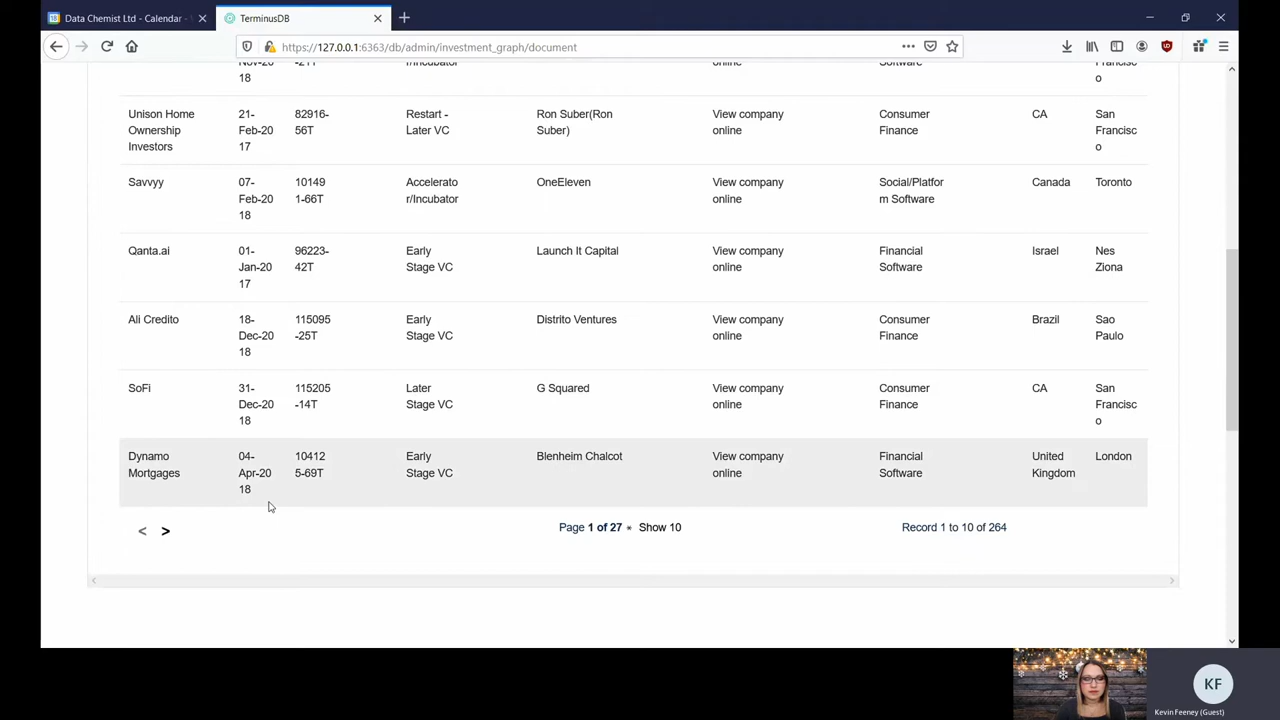 Data Chemist Ltd - Calendar -
TerminusDB
https://127.0.0.1:6363/db/admin/investment_graph/document
Nov-20
18
-21T
r/Incubator
online
Software
Francisc
o
Unison Home
Ownership
Investors
21-
Feb-20
17
82916-
56T
Restart -
Later VC
Ron Suber(Ron
Suber)
View company
online
Consumer
Finance
CA
San
Francisc
o
Savvyy
07-
Feb-20
18
10149
1-66T
Accelerato
r/Incubator
OneEleven
View company
online
Social/Platfor
m Software
Canada
Toronto
Qanta.ai
01-
Jan-20
17
96223-
42T
Early
Stage VC
Launch It Capital
View company
online
Financial
Software
Israel
Nes
Ziona
Ali Credito
18-
Dec-20
18
115095
-25T
Early
Stage VC
Distrito Ventures
View company
online
Consumer
Finance
Brazil
Sao
Paulo
SoFi
31-
Dec-20
18
115205
-14T
Later
Stage VC
G Squared
View company
online
Consumer
Finance
CA
San
Francisc
o
Dynamo
Mortgages
04-
Apr-20
18
10412
5-69T
Early
Stage VC
Blenheim Chalcot
View company
online
Financial
Software
United
Kingdom
London
< >
Page 1 of 27 * Show 10
Record 1 to 10 of 264
KF
Kevin Feeney (Guest)